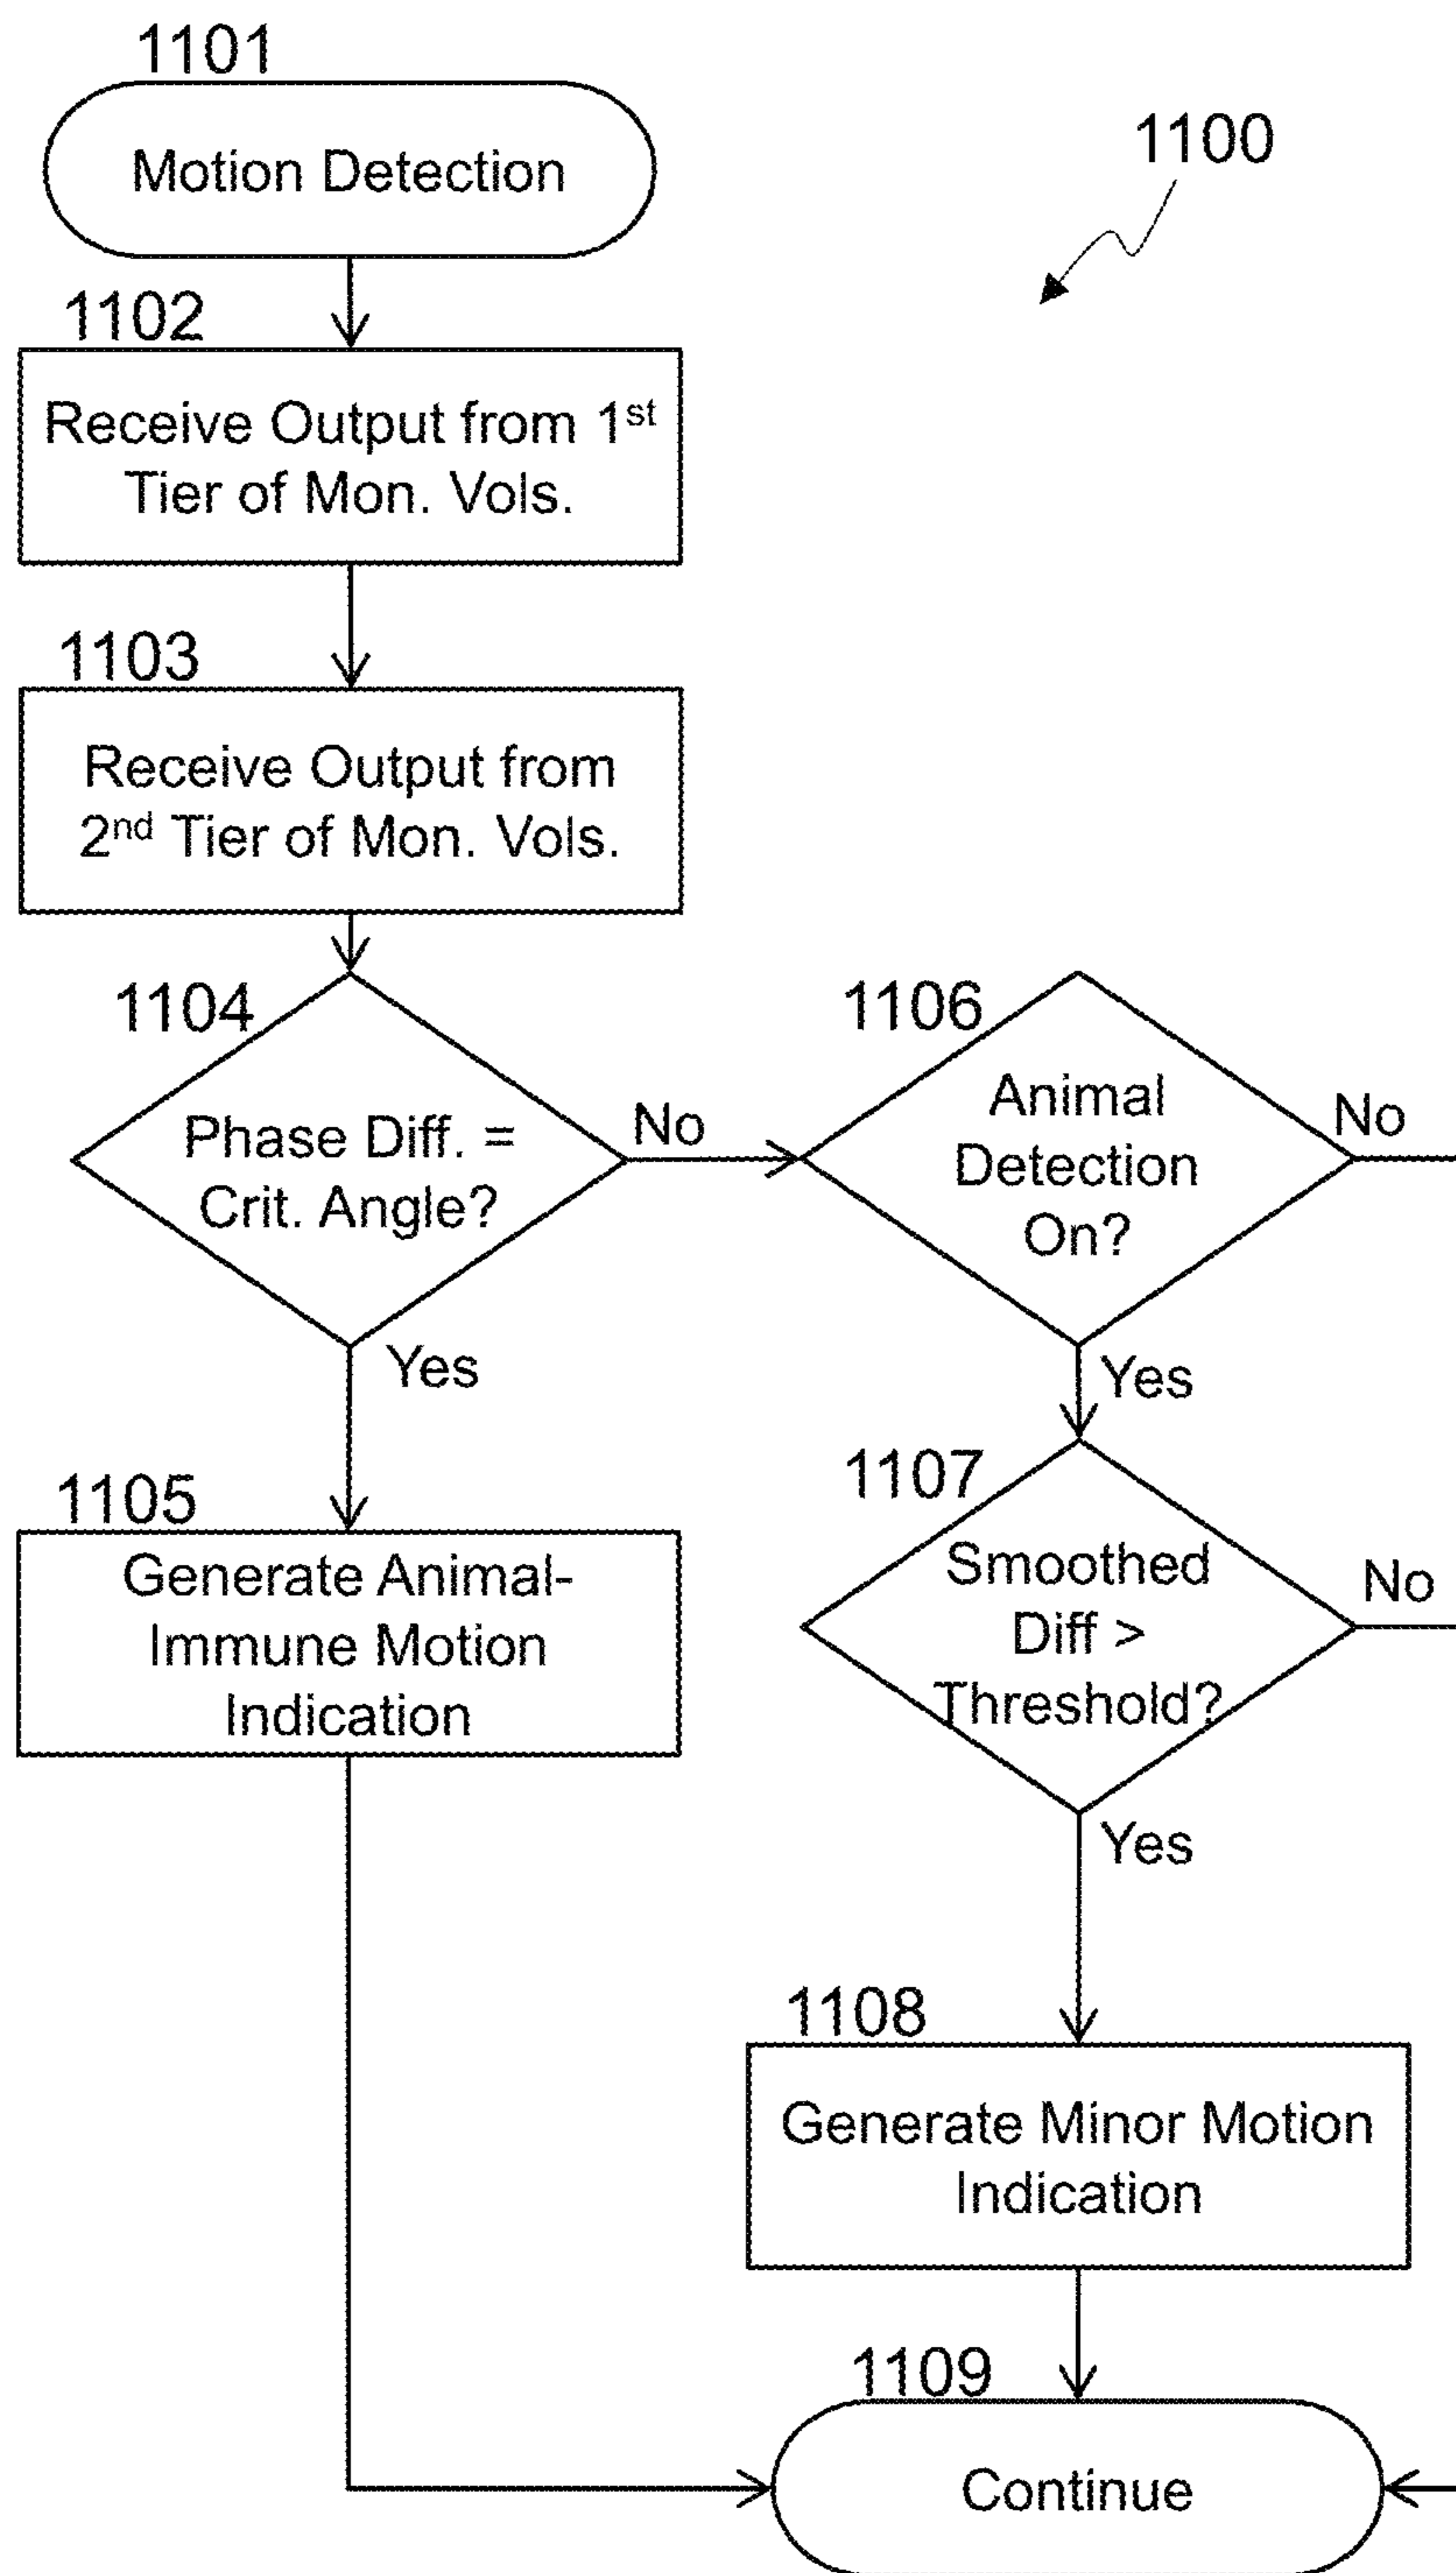 1101
Motion Detection
1100
1102
Receive Output from 1st
Tier of Mon. Vols.
1103
Receive Output from
2nd Tier of Mon. Vols.
1104
Phase Diff. =
Crit. Angle?
No
Yes
1106
Animal
Detection
On?
No
Yes
1105
Generate Animal-
Immune Motion
Indication
1107
Smoothed
Diff >
Threshold?
No
Yes
1108
Generate Minor Motion
Indication
1109
Continue